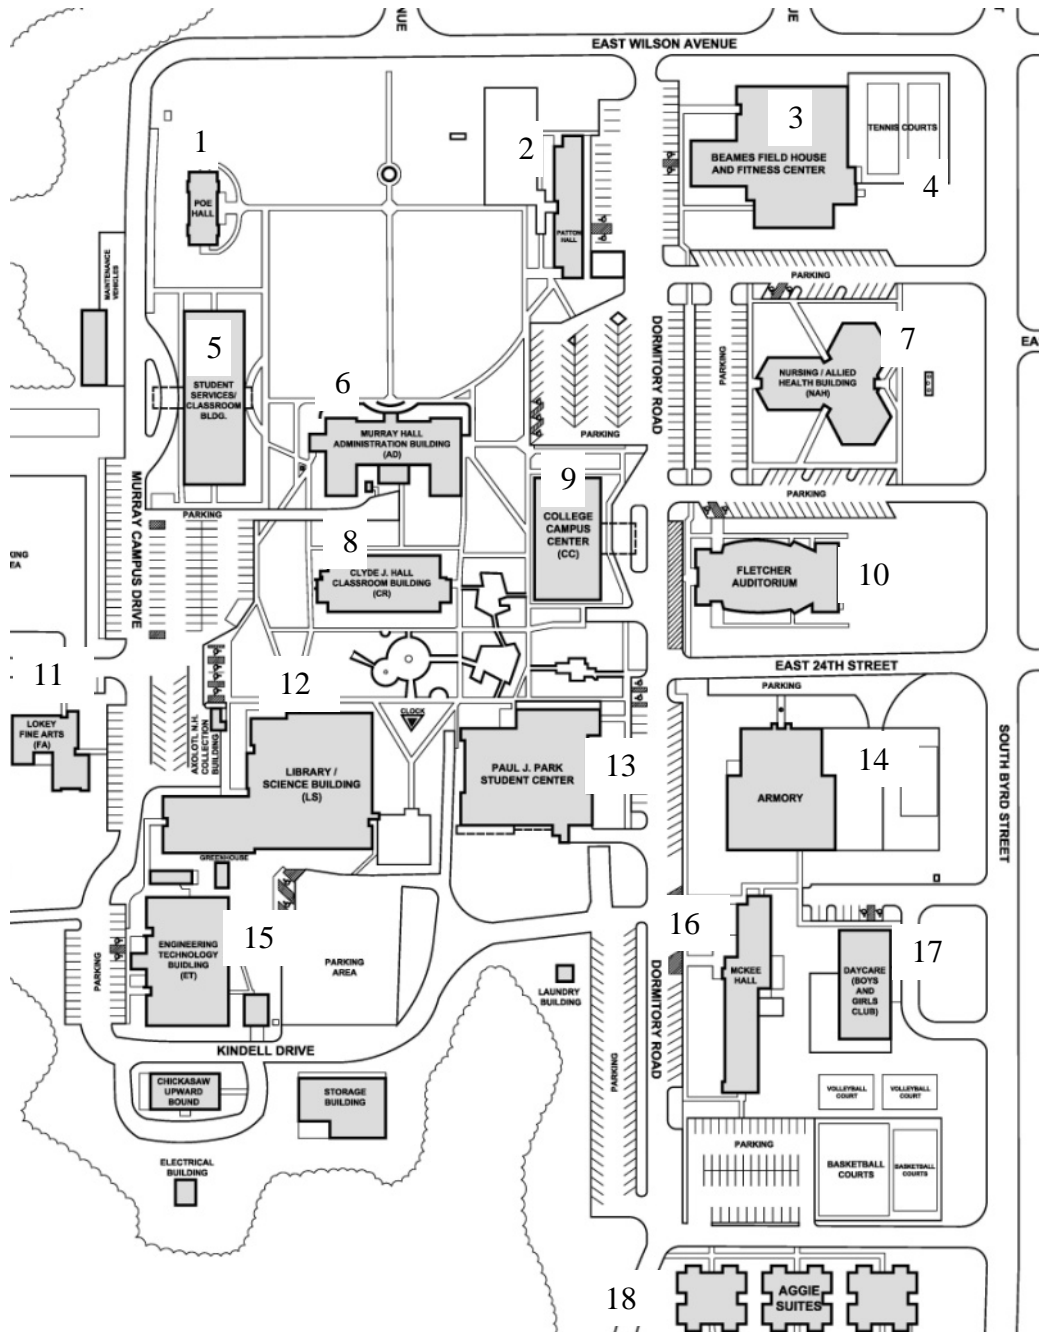 EAST WILSON AVENUE
1
POE
HALL
2
PATTON
HALL
3
BEAMES FIELD HOUSE
AND FITNESS CENTER
TENNIS COURTS
4
MAINTENANCE
VEHICLES
PARKING
5
STUDENT
SERVICES/
CLASSROOM
BLDG.
6
MURRAY HALL
ADMINISTRATION BUILDING
(AD)
DORMITORY ROAD
PARKING
7
NURSING / ALLIED
HEALTH BUILDING
(NAH)
PARKING
PARKING
MURRAY CAMPUS DRIVE
PARKING
8
CLYDE J. HALL
CLASSROOM BUILDING
(CR)
9
COLLEGE
CAMPUS
CENTER
(CC)
10
FLETCHER
AUDITORIUM
EAST 24TH STREET
PARKING
11
LOKEY
FINE ARTS
(FA)
AXOLOTL N.H.
COLLECTION
BUILDING
12
LIBRARY /
SCIENCE BUILDING
(LS)
CLOCK
13
PAUL J. PARK
STUDENT CENTER
14
ARMORY
SOUTH BYRD STREET
GREENHOUSE
15
ENGINEERING
TECHNOLOGY
BUIDLING
(ET)
PARKING
PARKING
AREA
LAUNDRY
BUILDING
16
MCKEE
HALL
17
DAYCARE
(BOYS
AND
GIRLS
CLUB)
DORMITORY ROAD
PARKING
KINDELL DRIVE
CHICKASAW
UPWARD
BOUND
STORAGE
BUILDING
ELECTRICAL
BUILDING
VOLLEYBALL
COURT
VOLLEYBALL
COURT
PARKING
BASKETBALL
COURTS
BASKETBALL
COURTS
18
AGGIE
SUITES